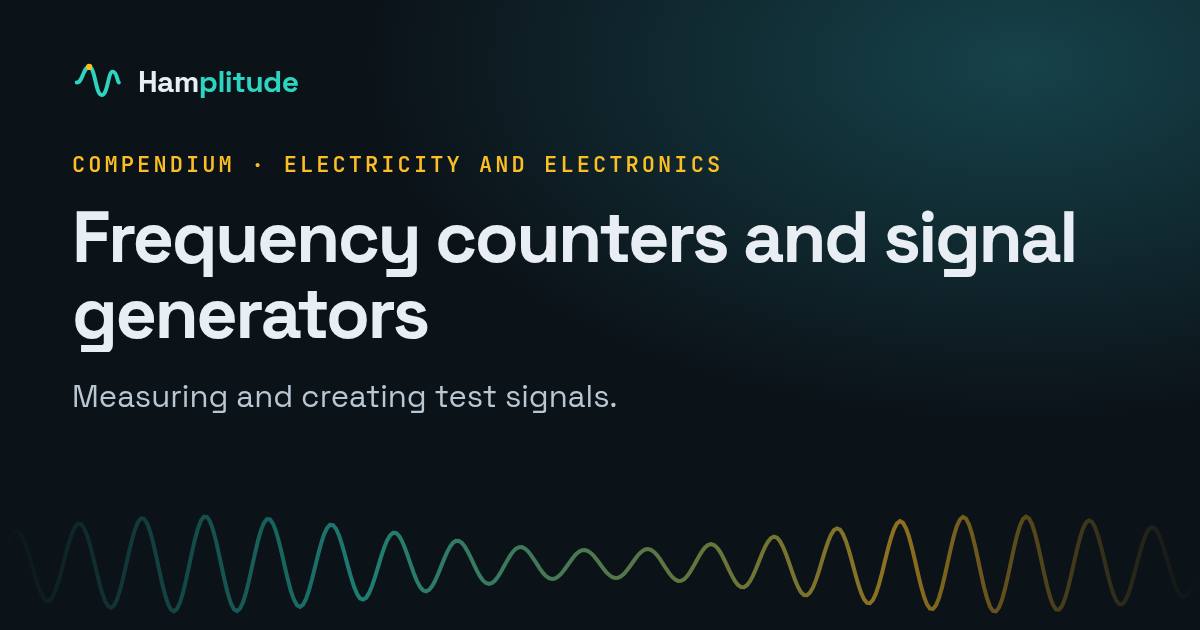 Hamplitude
COMPENDIUM · ELECTRICITY AND ELECTRONICS
Frequency counters and signal
generators
Measuring and creating test signals.